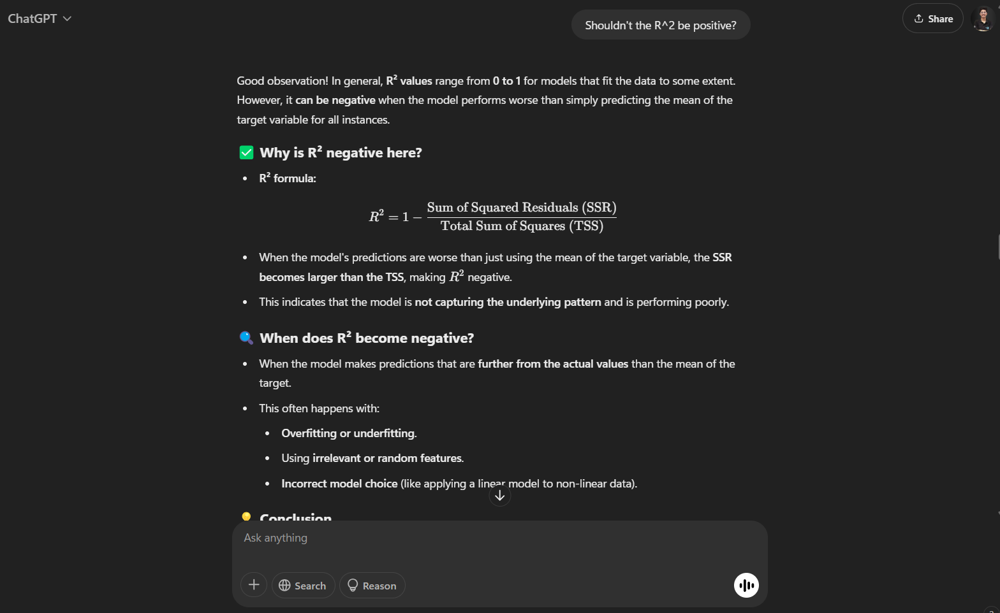 ChatGPT
Shouldn't the R^2 be positive?
Share
Good observation! In general, R² values range from 0 to 1 for models that fit the data to some extent.
However, it can be negative when the model performs worse than simply predicting the mean of the
target variable for all instances.
✅ Why is R² negative here?
• R² formula:
R² = 1 − Sum of Squared Residuals (SSR)
Total Sum of Squares (TSS)
• When the model's predictions are worse than just using the mean of the target variable, the SSR
becomes larger than the TSS, making R² negative.
• This indicates that the model is not capturing the underlying pattern and is performing poorly.
🔍 When does R² become negative?
• When the model makes predictions that are further from the actual values than the mean of the
target.
• This often happens with:
• Overfitting or underfitting.
• Using irrelevant or random features.
• Incorrect model choice (like applying a linear model to non-linear data).
💡 Conclusion
Ask anything
Search
Reason